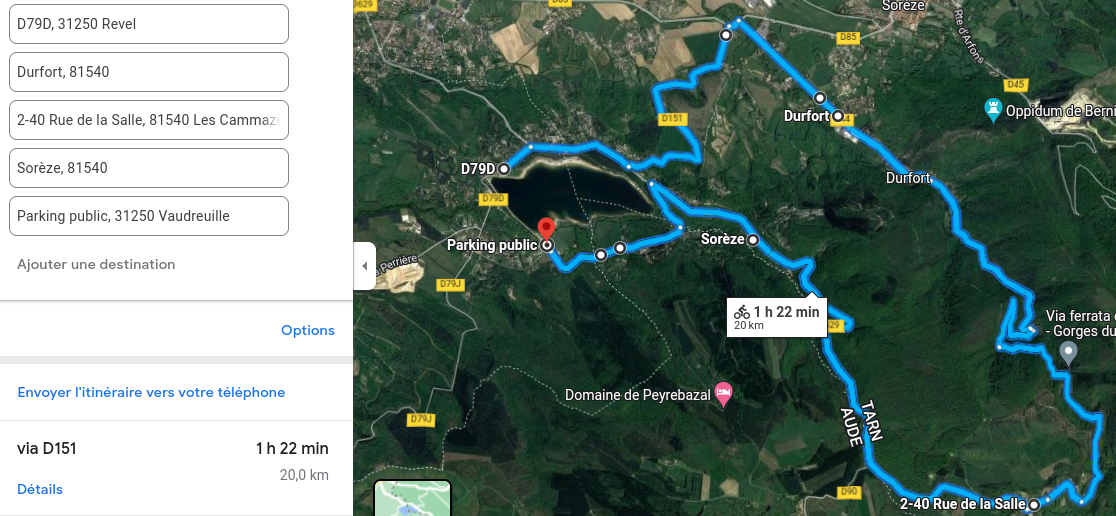 D79D, 31250 Revel
Durfort, 81540
2-40 Rue de la Salle, 81540 Les Cammaz
Sorèze, 81540
Parking public, 31250 Vaudreuille
Ajouter une destination
Options
Envoyer l'itinéraire vers votre téléphone
via D151
1 h 22 min
20,0 km
Détails
D629
Sorèze
Rte d'Arfons
D85
D45
Oppidum de Berni
Durfort
D151
D79D
D79D
Durfort
Parking public
Sorèze
Perrière
D79J
1 h 22 min
20 km
29
Via ferrata
- Gorges du
Domaine de Peyrebazal
D79J
TARN
AUDE
D90
2-40 Rue de la Salle